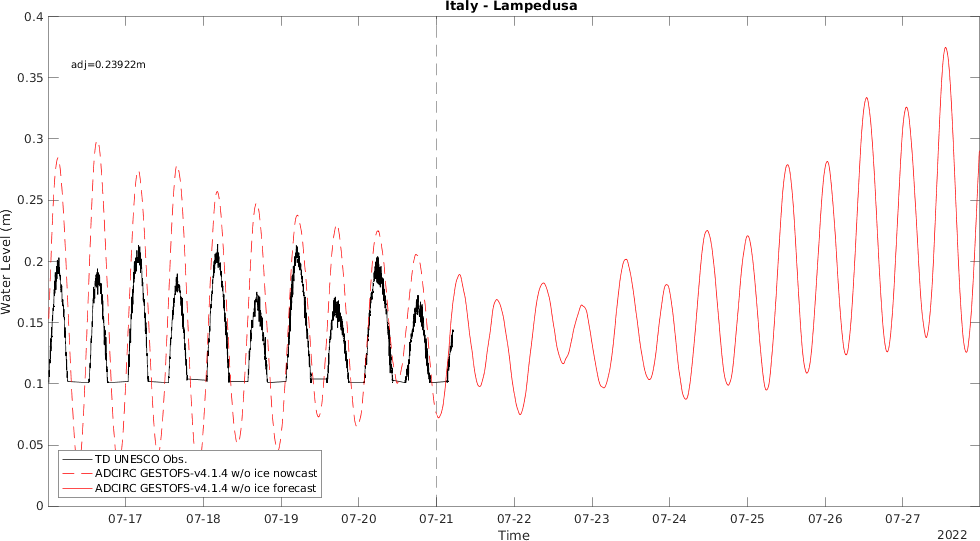 Italy - Lampedusa
adj=0.23922m
0.4
0.35
0.3
0.25
0.2
0.15
0.1
0.05
0
Water Level (m)
TD UNESCO Obs.
ADCIRC GESTOFS-v4.1.4 w/o ice nowcast
ADCIRC GESTOFS-v4.1.4 w/o ice forecast
07-17 07-18 07-19 07-20 07-21 07-22 07-23 07-24 07-25 07-26 07-27
Time
2022